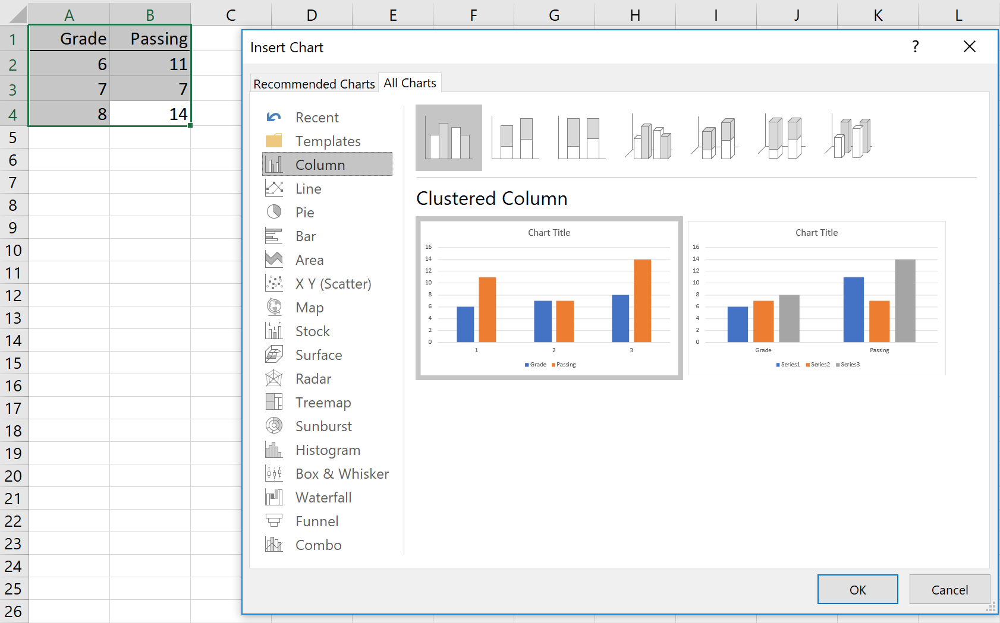 A B C D E F G H I J K L
1 Grade Passing
2 6 11
3 7 7
4 8 14
5
6
7
8
9
10
11
12
13
14
15
16
17
18
19
20
21
22
23
24
25
26
Insert Chart ? X
Recommended Charts All Charts
Recent
Templates
Column
Line
Pie
Bar
Area
X Y (Scatter)
Map
Stock
Surface
Radar
Treemap
Sunburst
Histogram
Box & Whisker
Waterfall
Funnel
Combo
Clustered Column
Chart Title
16
14
12
10
8
6
4
2
0
1 2 3
Grade Passing
Chart Title
16
14
12
10
8
6
4
2
0
Grade Passing
Series1 Series2 Series3
OK Cancel